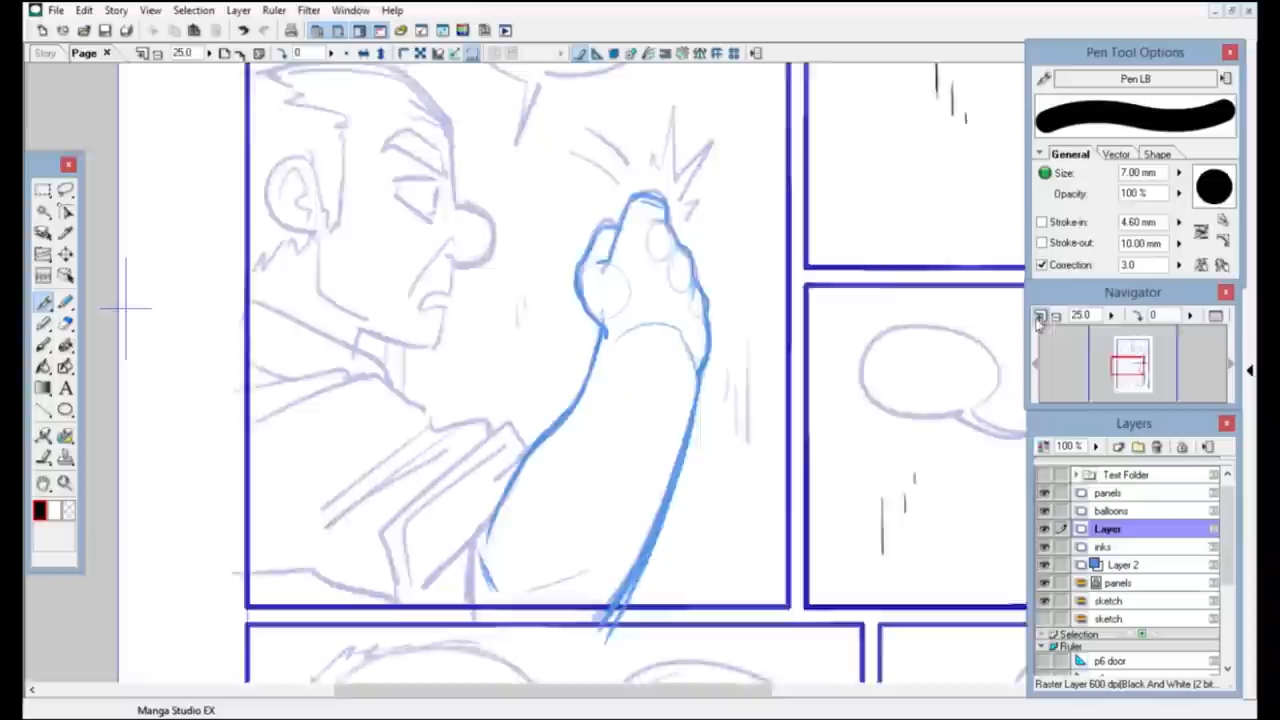 File Edit Story View Selection Layer Ruler Filter Window Help
Story Page 25.0 0
Pen Tool Options
Pen LB
General Vector Shape
Size: 7.00 mm
Opacity: 100 %
Stroke-in: 4.60 mm
Stroke-out: 10.00 mm
Correction: 3.0
Navigator
25.0 0
Layers
100 %
Text Folder
panels
balloons
Layer
inks
Layer 2
panels
sketch
sketch
Selection
Ruler
p6 door
Raster Layer 600 dpi(Black And White (2 bit...
A
Manga Studio EX